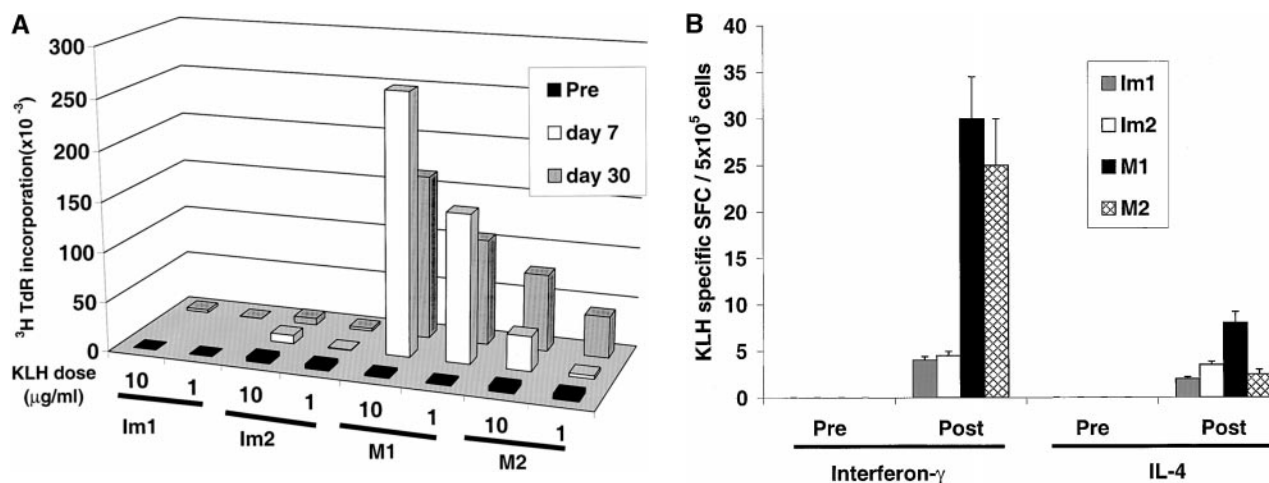 A
300
250
200
150
100
50
0
³H TdR incorporation(x10 ⁻³)
Pre
day 7
day 30
KLH dose
(μg/ml)
10 1 10 1 10 1 10 1
Im1 Im2 M1 M2
B
40
35
30
25
20
15
10
5
0
KLH specific SFC / 5x10⁵ cells
Im1
Im2
M1
M2
Pre Post Pre Post
Interferon-γ IL-4